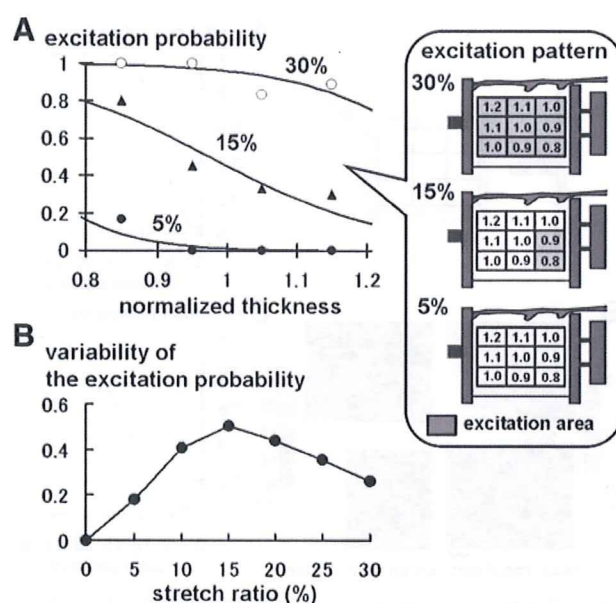 A
excitation probability
1
0.8
0.6
0.4
0.2
0
30%
15%
5%
0.8 0.9 1 1.1 1.2
normalized thickness
excitation pattern
30%
1.2 1.1 1.0
1.1 1.0 0.9
1.0 0.9 0.8
15%
1.2 1.1 1.0
1.1 1.0 0.9
1.0 0.9 0.8
5%
1.2 1.1 1.0
1.1 1.0 0.9
1.0 0.9 0.8
excitation area
B
variability of
the excitation probability
0.6
0.4
0.2
0
0 5 10 15 20 25 30
stretch ratio (%)